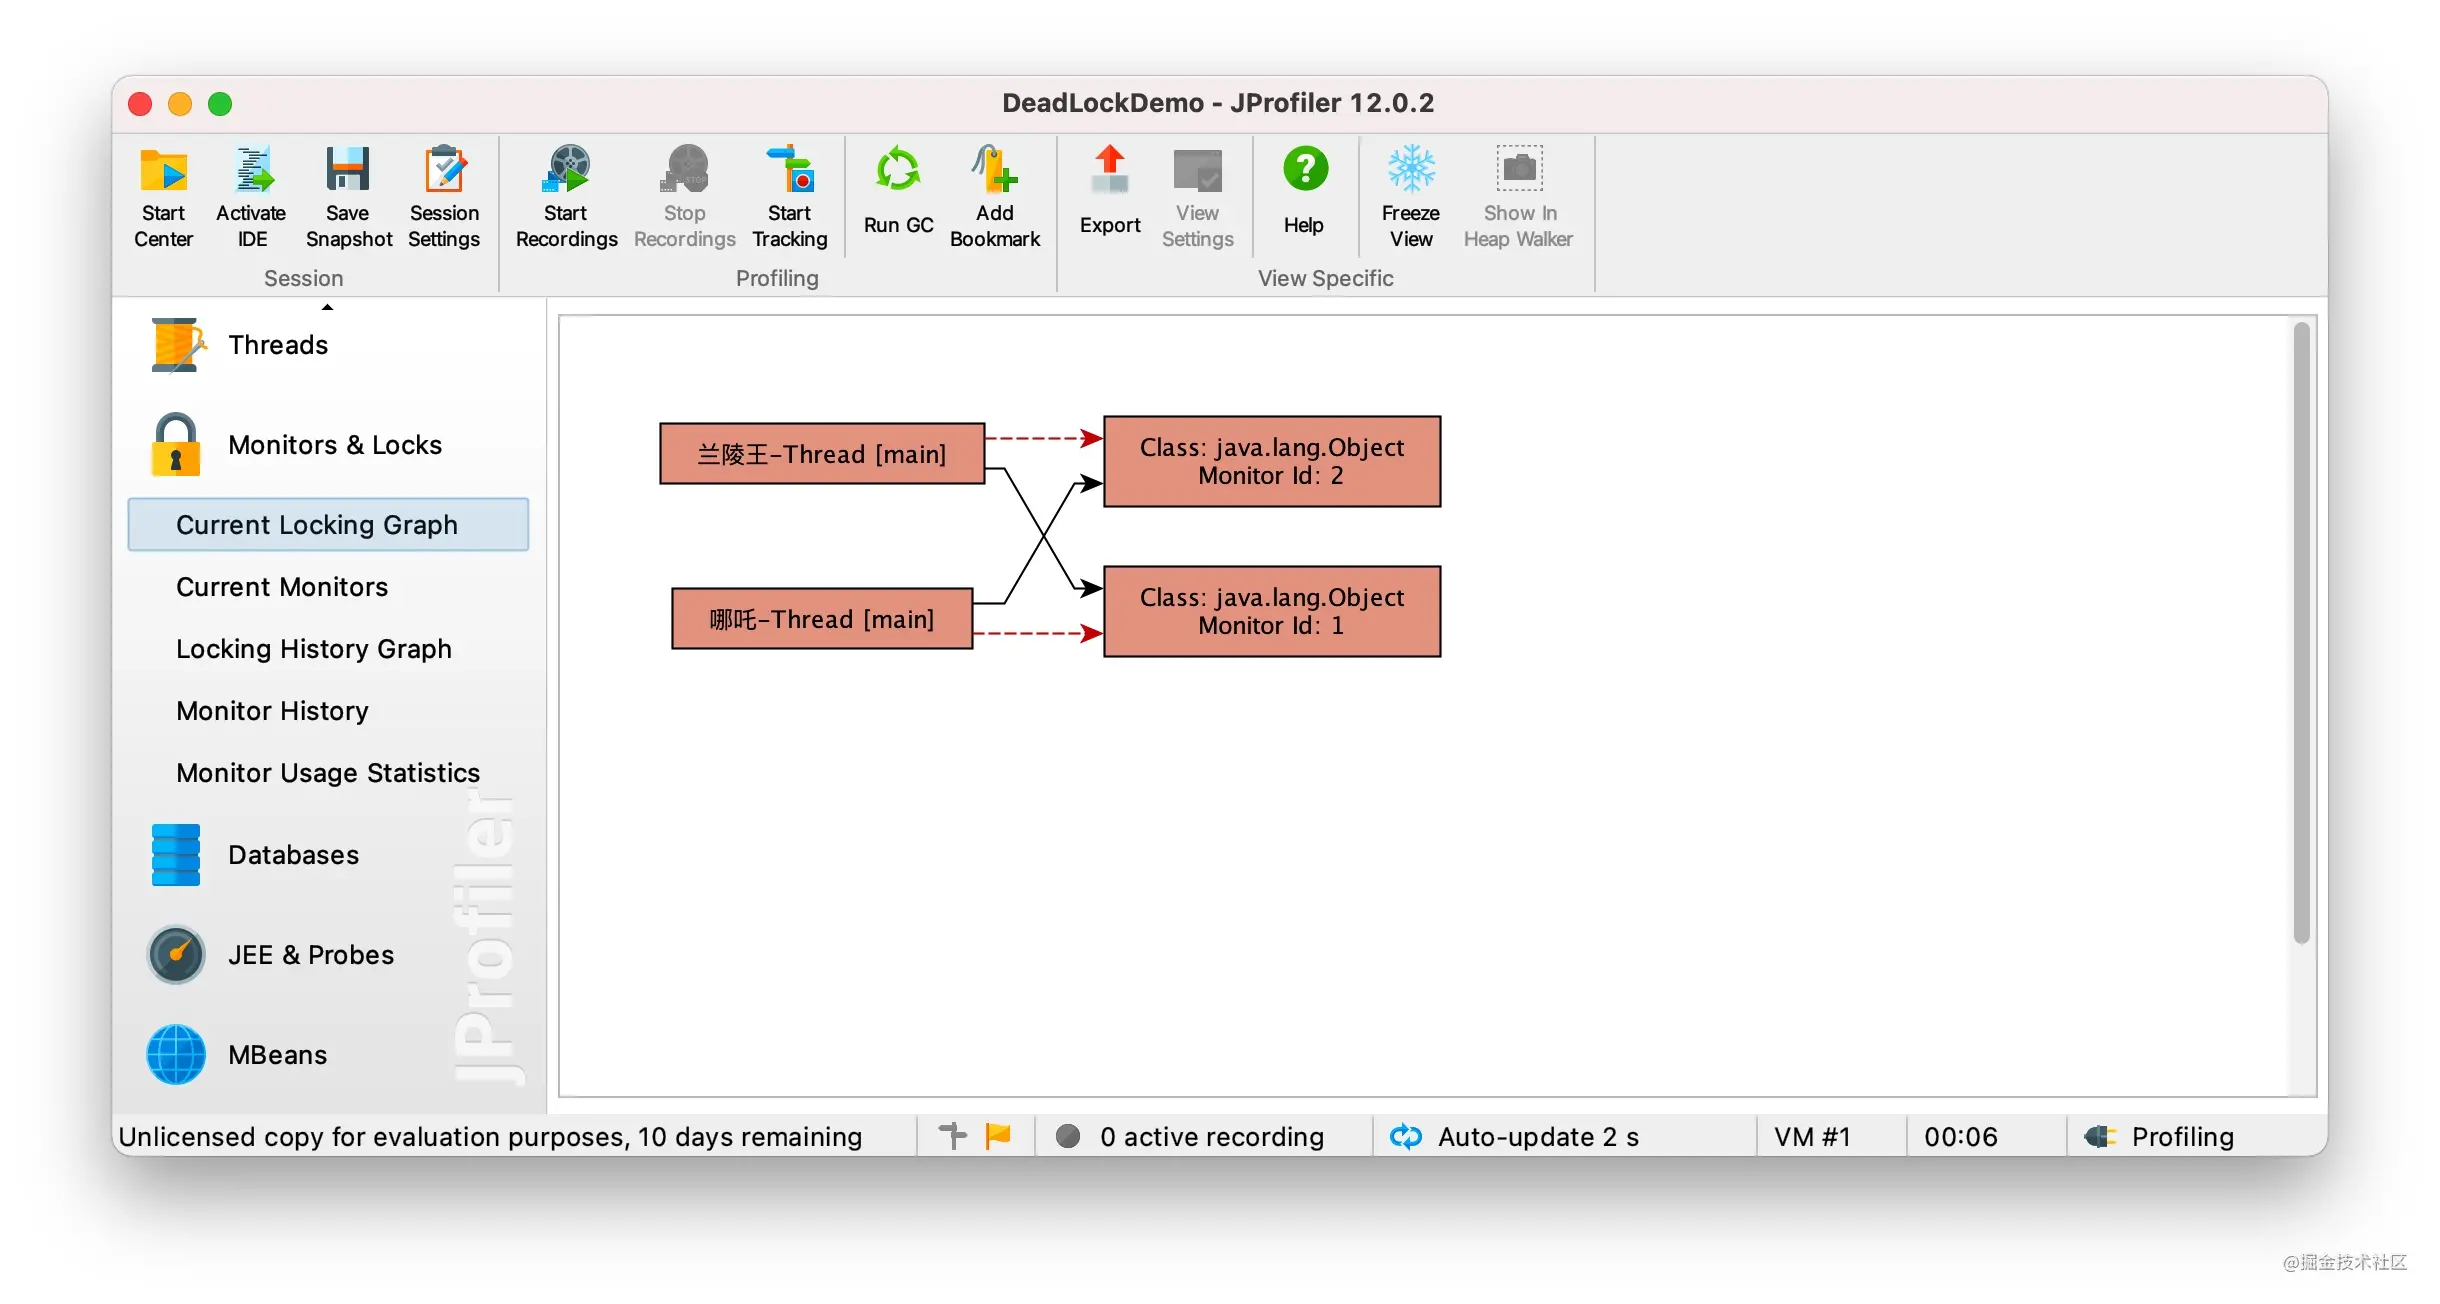 DeadLockDemo - JProfiler 12.0.2
Start
Center
Activate
IDE
Save
Snapshot
Session
Settings
Start
Recordings
Stop
Recordings
Start
Tracking
Run GC
Add
Bookmark
Export
View
Settings
Help
Freeze
View
Show In
Heap Walker
Session
Profiling
View Specific
Threads
Monitors & Locks
Current Locking Graph
Current Monitors
Locking History Graph
Monitor History
Monitor Usage Statistics
Databases
JEE & Probes
MBeans
JProfiler
兰陵王-Thread [main]
Class: java.lang.Object
Monitor Id: 2
哪吒-Thread [main]
Class: java.lang.Object
Monitor Id: 1
Unlicensed copy for evaluation purposes, 10 days remaining
0 active recording
Auto-update 2 s
VM #1
00:06
Profiling
@掘金技术社区